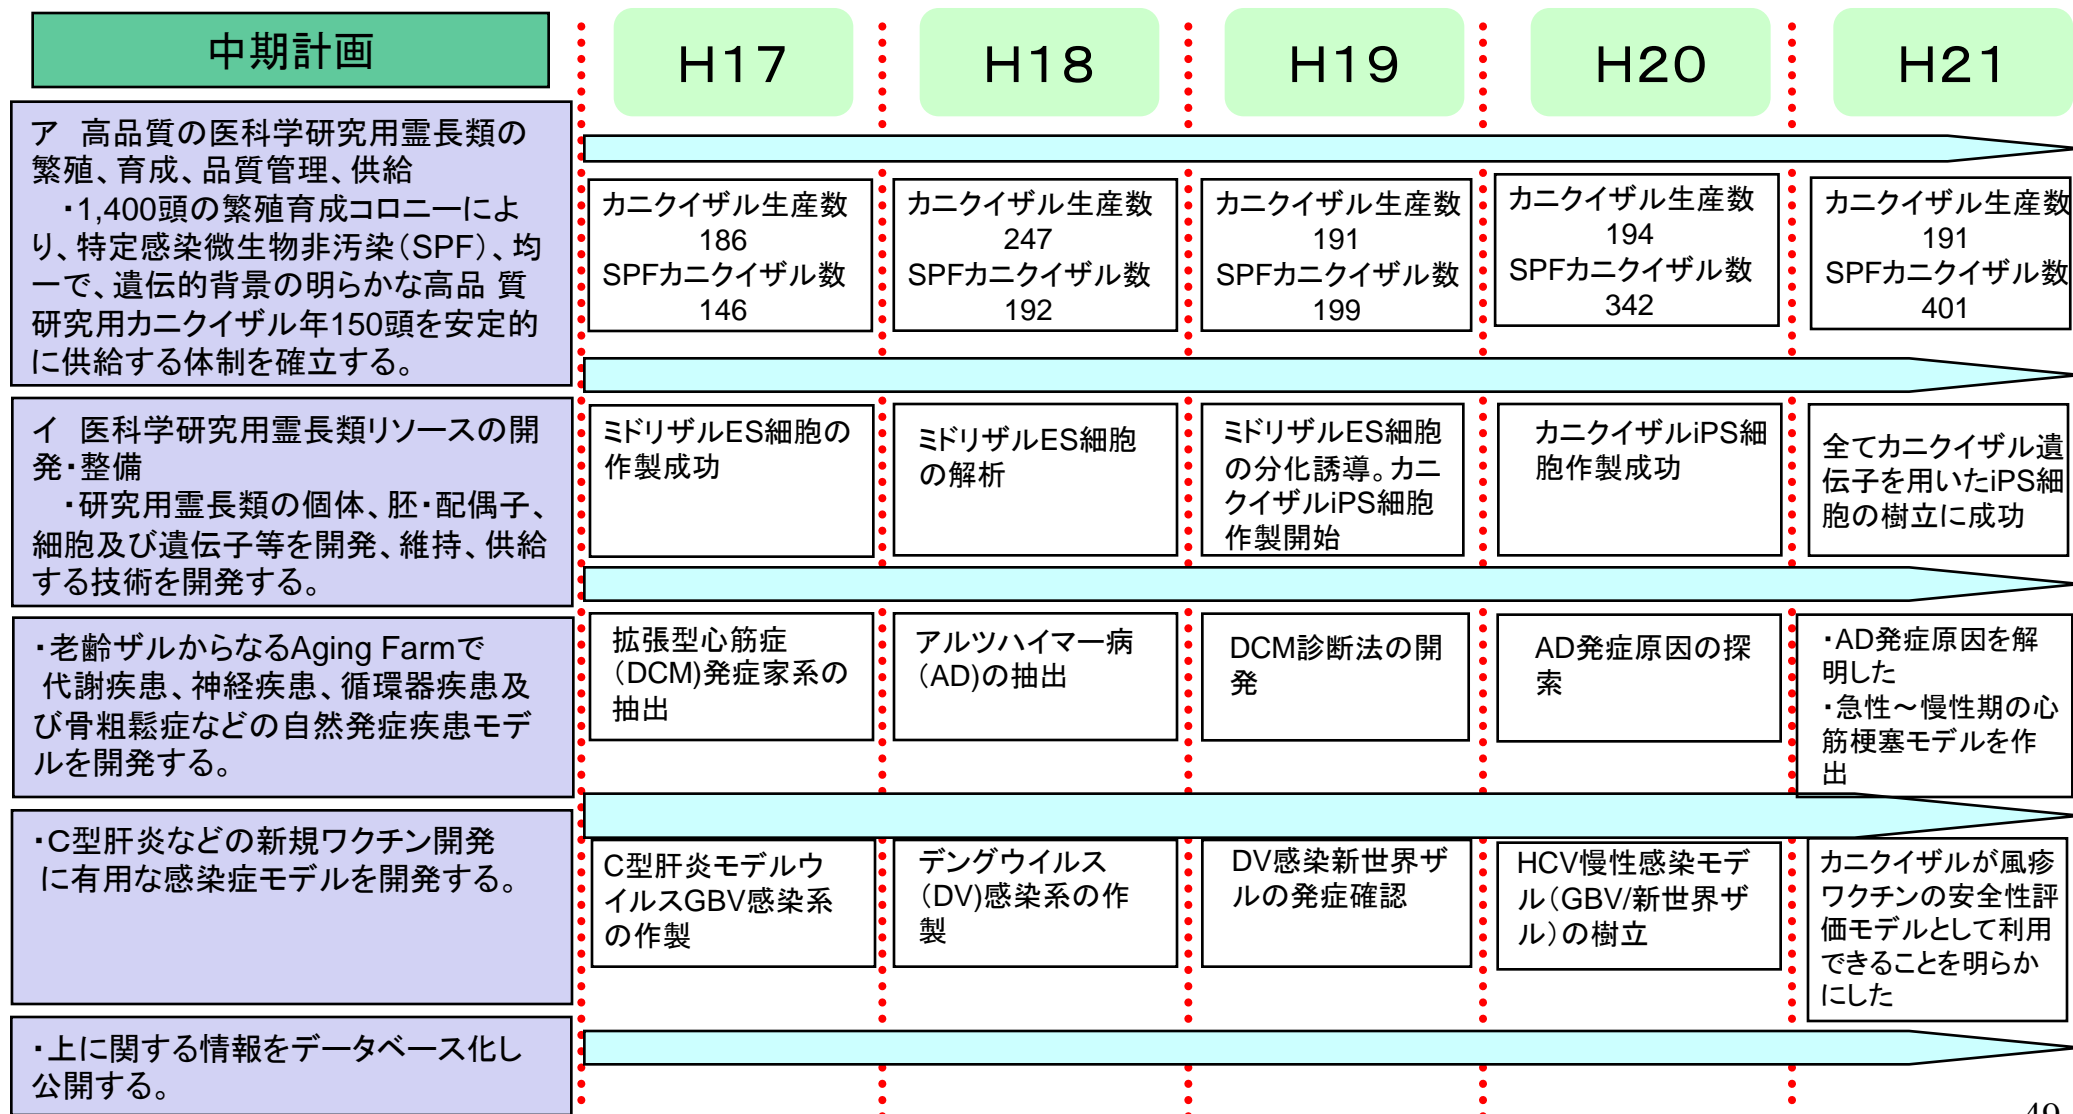 中期計画
H17
H18
H19
H20
H21
ア 高品質の医科学研究用霊長類の
繁殖、育成、品質管理、供給
・1,400頭の繁殖育成コロニーによ
り、特定感染微生物非汚染（SPF）、均
一で、遺伝的背景の明らかな高品 質
研究用カニクイザル年150頭を安定的
に供給する体制を確立する。
カニクイザル生産数
186
SPFカニクイザル数
146
カニクイザル生産数
247
SPFカニクイザル数
192
カニクイザル生産数
191
SPFカニクイザル数
199
カニクイザル生産数
194
SPFカニクイザル数
342
カニクイザル生産数
191
SPFカニクイザル数
401
イ 医科学研究用霊長類リソースの開
発・整備
・研究用霊長類の個体、胚・配偶子、
細胞及び遺伝子等を開発、維持、供給
する技術を開発する。
ミドリザルES細胞の
作製成功
ミドリザルES細胞
の解析
ミドリザルES細胞
の分化誘導。カニ
クイザルiPS細胞
作製開始
カニクイザルiPS細
胞作製成功
全てカニクイザル遺
伝子を用いたiPS細
胞の樹立に成功
・老齢ザルからなるAging Farmで
代謝疾患、神経疾患、循環器疾患及
び骨粗鬆症などの自然発症疾患モデ
ルを開発する。
拡張型心筋症
（DCM)発症家系の
抽出
アルツハイマー病
（AD)の抽出
DCM診断法の開
発
AD発症原因の探
索
・AD発症原因を解
明した
・急性～慢性期の心
筋梗塞モデルを作
出
・C型肝炎などの新規ワクチン開発
に有用な感染症モデルを開発する。
C型肝炎モデルウ
イルスGBV感染系
の作製
デングウイルス
（DV)感染系の作
製
DV感染新世界ザ
ルの発症確認
HCV慢性感染モデ
ル（GBV/新世界ザ
ル）の樹立
カニクイザルが風疹
ワクチンの安全性評
価モデルとして利用
できることを明らか
にした
・上に関する情報をデータベース化し
公開する。
49